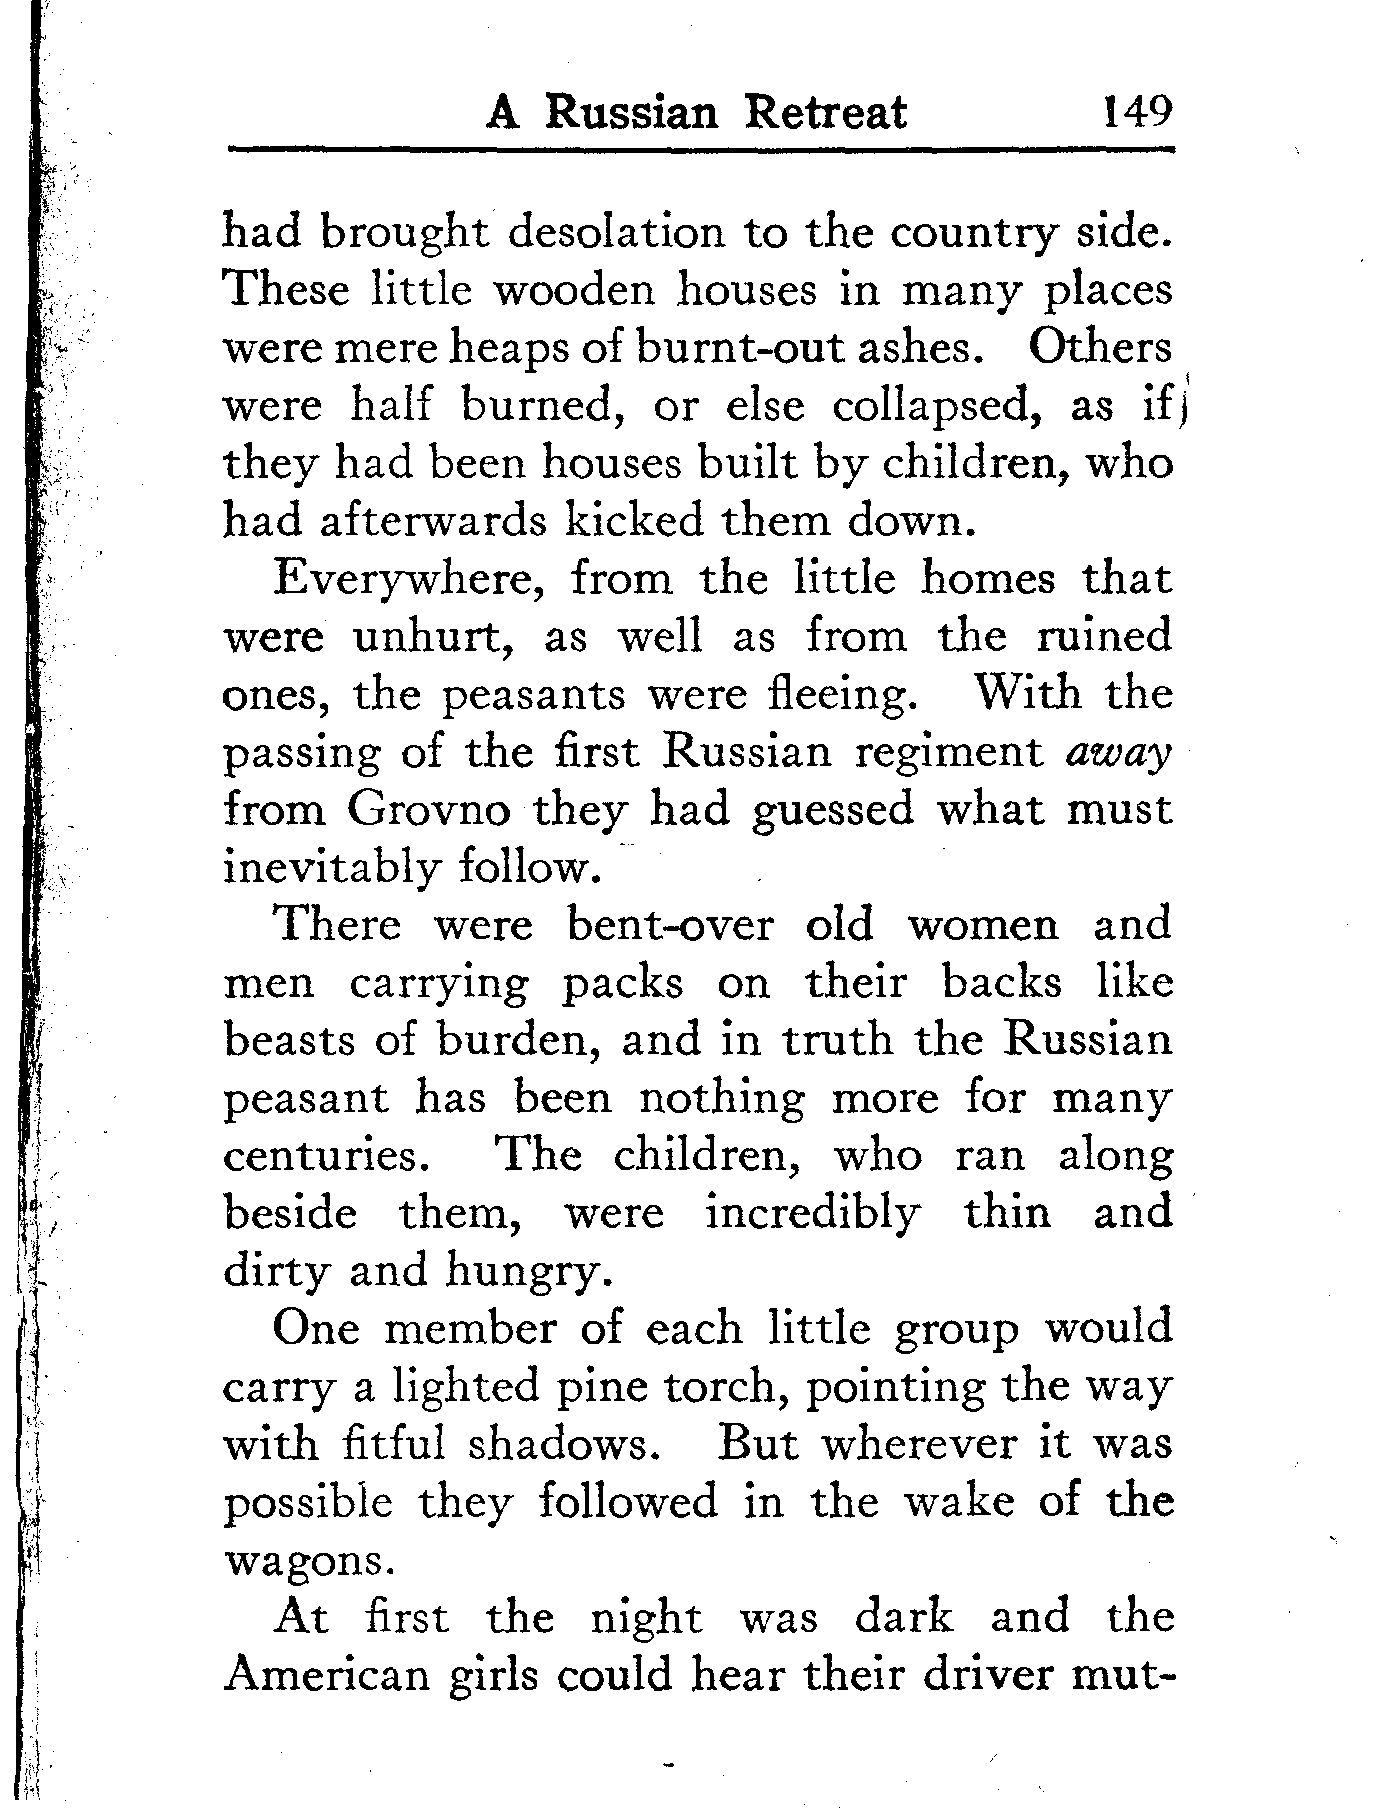 A Russian Retreat 149
had brought desolation to the country side.
These little wooden houses in many places
were mere heaps of burnt-out ashes. Others
were half burned, or else collapsed, as if
they had been houses built by children, who
had afterwards kicked them down.
Everywhere, from the little homes that
were unhurt, as well as from the ruined
ones, the peasants were fleeing. With the
passing of the first Russian regiment away
from Grovno they had guessed what must
inevitably follow.
There were bent-over old women and
men carrying packs on their backs like
beasts of burden, and in truth the Russian
peasant has been nothing more for many
centuries. The children, who ran along
beside them, were incredibly thin and
dirty and hungry.
One member of each little group would
carry a lighted pine torch, pointing the way
with fitful shadows. But wherever it was
possible they followed in the wake of the
wagons.
At first the night was dark and the
American girls could hear their driver mut-